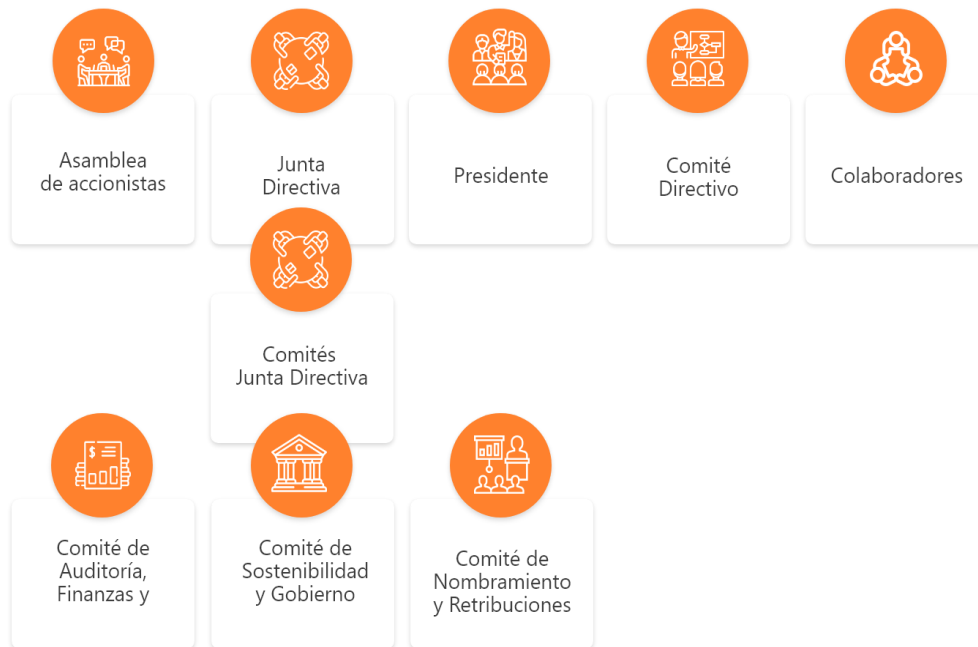 Asamblea
de accionistas
Junta
Directiva
Presidente
Comité
Directivo
Colaboradores
Comités
Junta Directiva
Comité de
Auditoría,
Finanzas y
Comité de
Sostenibilidad
y Gobierno
Comité de
Nombramiento
y Retribuciones